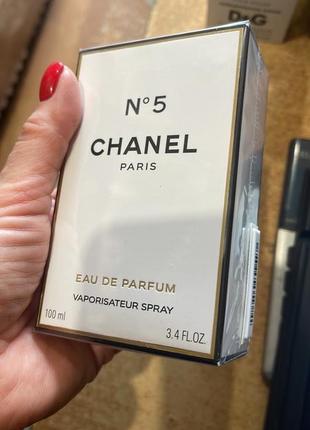 D&G
N°5
CHANEL
PARIS
EAU DE PARFUM
VAPORISATEUR SPRAY
100 ml
3.4 FL.OZ.